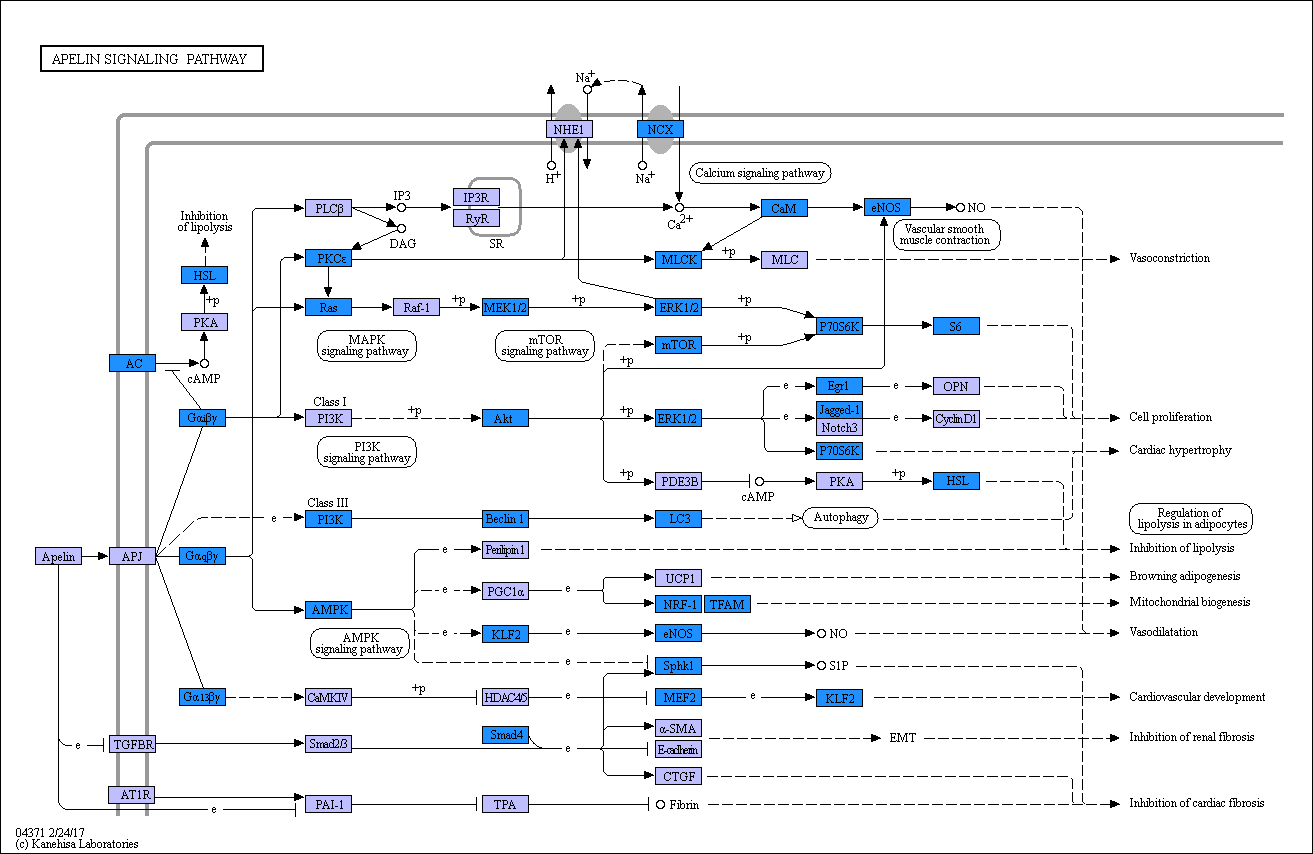 APELIN SIGNALING PATHWAY
Na+
NHE1
NCX
H+
Na+
Calcium signaling pathway
Inhibition
of lipolysis
PLCβ
IP3
IP3R
RyR
SR
DAG
Ca2+
CaM
eNOS
NO
Vascular smooth
muscle contraction
HSL
+p
PKA
cAMP
AC
PKCε
MLCK
+p
MLC
Vasoconstriction
Ras
Raf-1
+p
MEK1/2
+p
ERK1/2
+p
P70S6K
S6
MAPK
signaling pathway
mTOR
signaling pathway
mTOR
+p
+p
Gαiβγ
Class I
PI3K
+p
Akt
+p
ERK1/2
e
Egr1
e
OPN
e
Jagged-1
Notch3
e
Cyclin D1
Cell proliferation
e
P70S6K
Cardiac hypertrophy
PI3K
signaling pathway
+p
PDE3B
cAMP
PKA
+p
HSL
Class III
e
PI3K
Beclin 1
LC3
Autophagy
Regulation of
lipolysis in adipocytes
Apelin
APJ
Gαqβγ
e
Perilipin1
Inhibition of lipolysis
e
PGC1α
e
UCP1
Browning adipogenesis
AMPK
NRF-1
TFAM
Mitochondrial biogenesis
AMPK
signaling pathway
e
KLF2
e
eNOS
NO
Vasodilatation
e
Sphk1
S1P
Gα13βγ
CaMKIV
+p
HDAC4/5
e
MEF2
e
KLF2
Cardiovascular development
e
TGFBR
Smad2/3
Smad4
e
α-SMA
E-cadherin
EMT
Inhibition of renal fibrosis
CTGF
AT1R
e
PAI-1
TPA
Fibrin
Inhibition of cardiac fibrosis
04371 2/24/17
(c) Kanehisa Laboratories